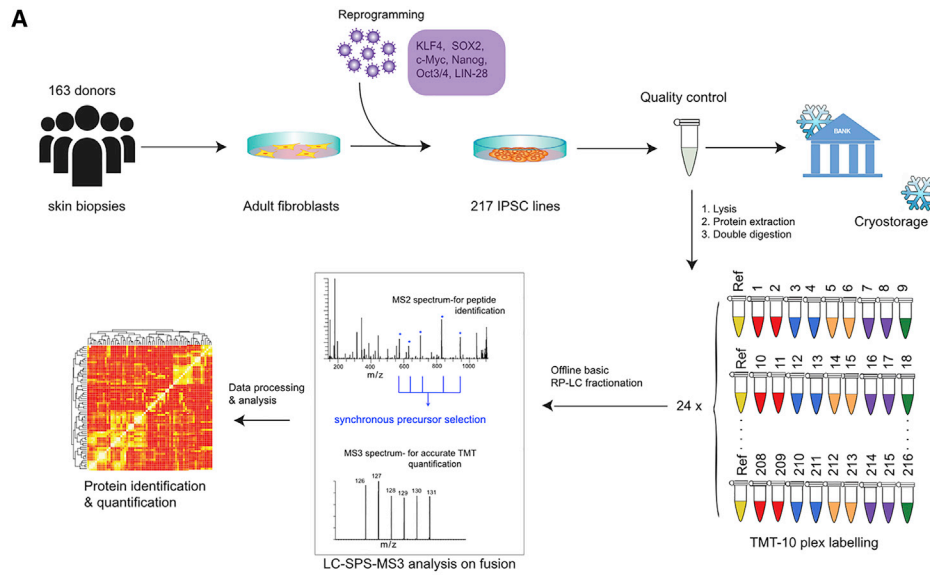 A
Reprogramming
KLF4, SOX2,
c-Myc, Nanog,
Oct3/4, LIN-28
163 donors
skin biopsies
Adult fibroblasts
217 IPSC lines
Quality control
BANK
Cryostorage
1. Lysis
2. Protein extraction
3. Double digestion
Ref 1 2 3 4 5 6 7 8 9
Ref 10 11 12 13 14 15 16 17 18
Ref 208 209 210 211 212 213 214 215 216
24 x
TMT-10 plex labelling
Offline basic
RP-LC fractionation
MS2 spectrum-for peptide
identification
200 400 600 800 1000
m/z
synchronous precursor selection
MS3 spectrum- for accurate TMT
quantification
126 127 128 129 130 131
m/z
LC-SPS-MS3 analysis on fusion
Data processing
& analysis
Protein identification
& quantification